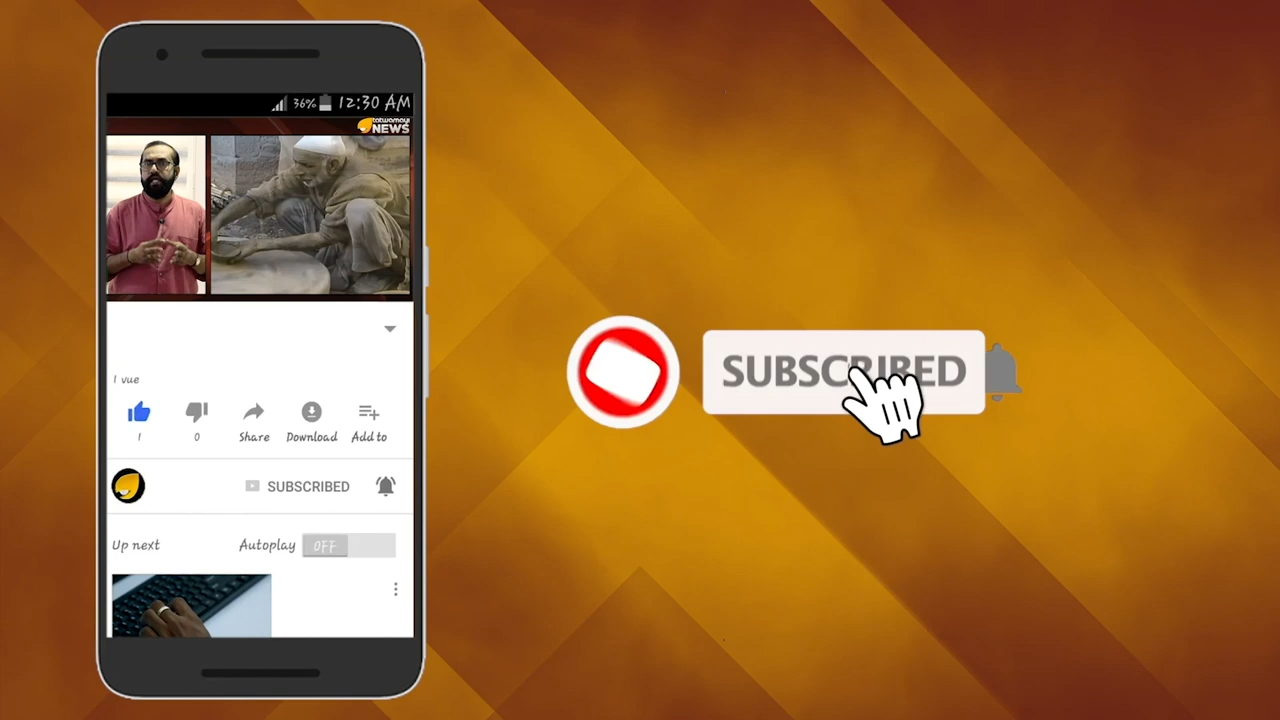 36% 12:30 AM
tatwamayi
NEWS
1 vue
1 0 Share Download Add to
SUBSCRIBED
Up next Autoplay OFF
SUBSCRIBED